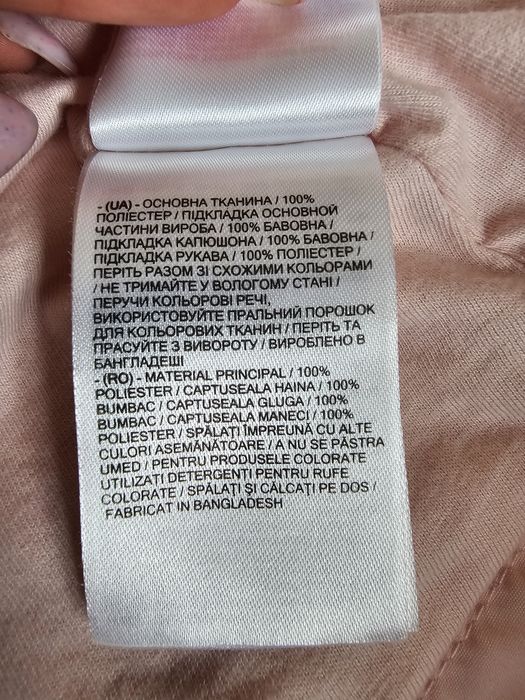 - (UA) - ОСНОВНА ТКАНИНА / 100%
ПОЛІЕСТЕР / ПІДКЛАДКА ОСНОВНОЙ
ЧАСТИНИ ВИРОБА / 100% БАВОВНА /
ПІДКЛАДКА КАПЮШОНА / 100% БАВОВНА /
ПІДКЛАДКА РУКАВА / 100% ПОЛІЕСТЕР /
ПЕРІТЬ РАЗОМ ЗІ СХОЖИМИ КОЛЬОРАМИ
/ НЕ ТРИМАЙТЕ У ВОЛОГОМУ СТАНІ /
ПЕРУЧИ КОЛЬОРОВІ РЕЧІ,
ВИКОРИСТОВУЙТЕ ПРАЛЬНИЙ ПОРОШОК
ДЛЯ КОЛЬОРОВИХ ТКАНИН / ПЕРІТЬ ТА
ПРАСУЙТЕ З ВИВОРОТУ / ВИРОБЛЕНО В
БАНГЛАДЕШІ
- (RO) - MATERIAL PRINCIPAL / 100%
POLIESTER / CAPTUSEALA HAINA / 100%
BUMBAC / CAPTUSEALA GLUGA / 100%
BUMBAC / CAPTUSEALA MANECI / 100%
POLIESTER / SPĂLAȚI ÎMPREUNĂ CU ALTE
CULORI ASEMĂNĂTOARE / A NU SE PĂSTRA
UMED / PENTRU PRODUSELE COLORATE
UTILIZAȚI DETERGENȚI PENTRU RUFE
COLORATE / SPĂLAȚI ȘI CĂLCAȚI PE DOS /
FABRICAT IN BANGLADESH